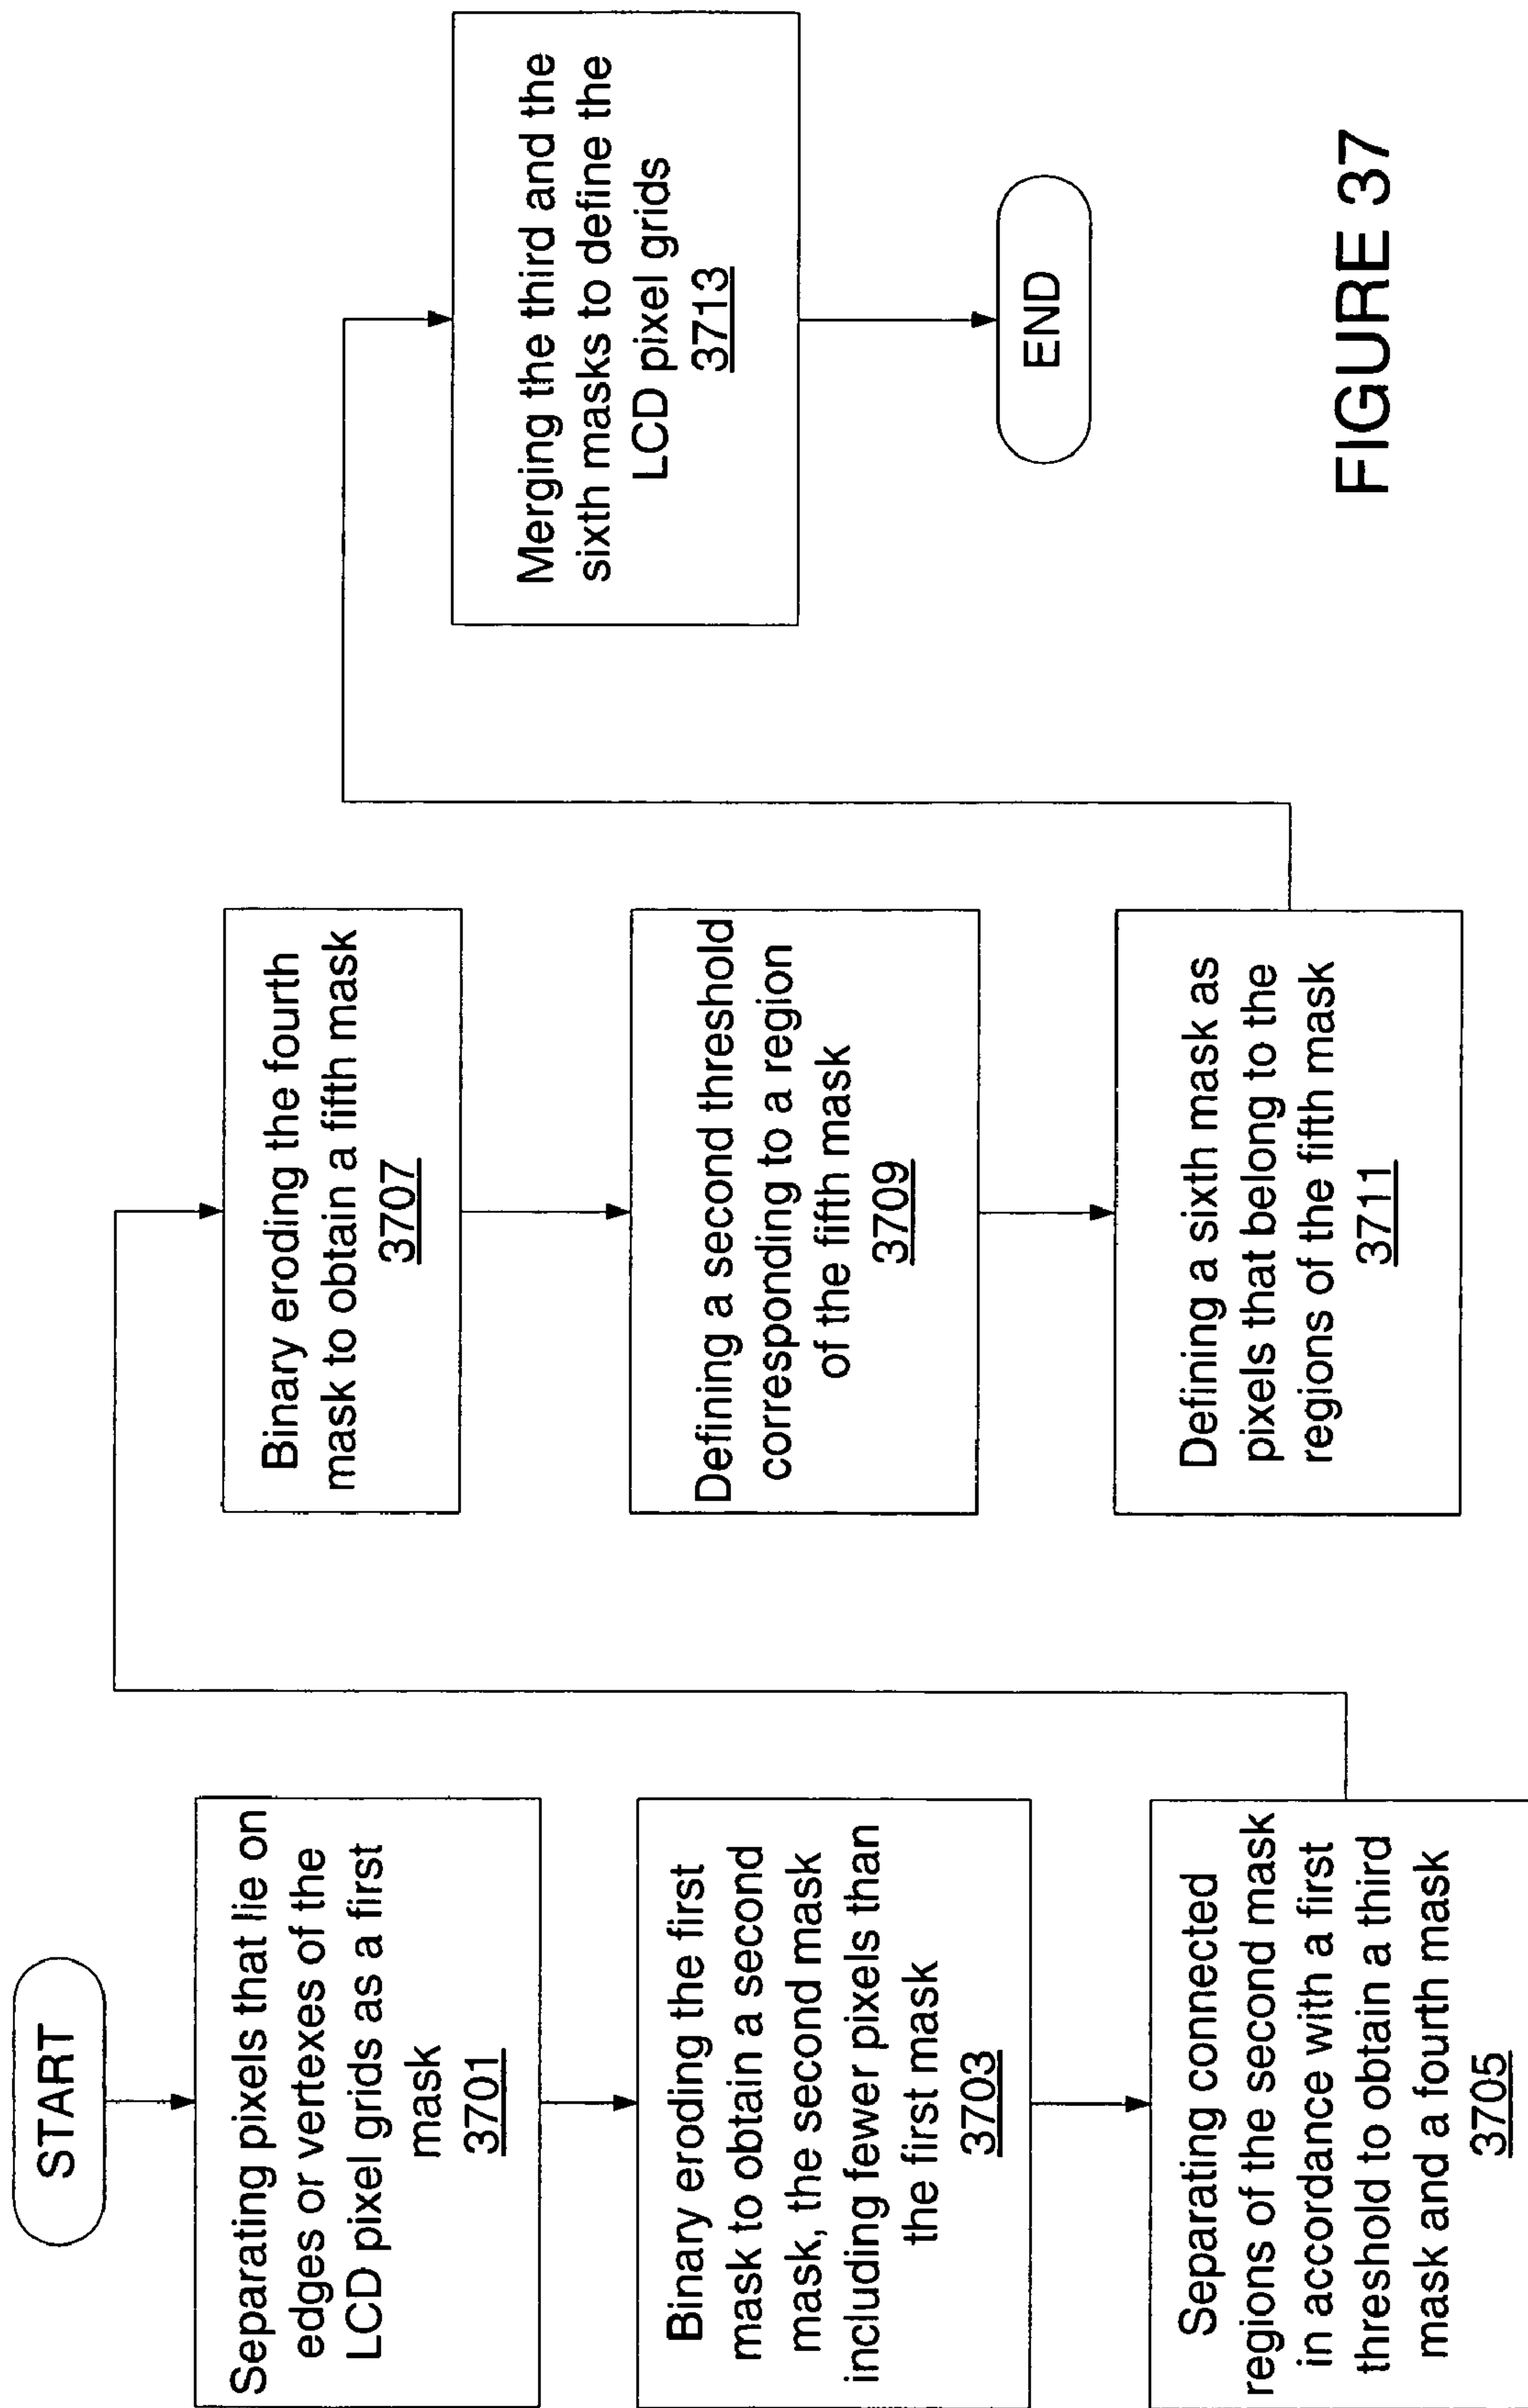 START
Separating pixels that lie on
edges or vertexes of the
LCD pixel grids as a first
mask
3701
Binary eroding the first
mask to obtain a second
mask, the second mask
including fewer pixels than
the first mask
3703
Separating connected
regions of the second mask
in accordance with a first
threshold to obtain a third
mask and a fourth mask
3705
Binary eroding the fourth
mask to obtain a fifth mask
3707
Defining a second threshold
corresponding to a region
of the fifth mask
3709
Defining a sixth mask as
pixels that belong to the
regions of the fifth mask
3711
Merging the third and the
sixth masks to define the
LCD pixel grids
3713
END
FIGURE 37